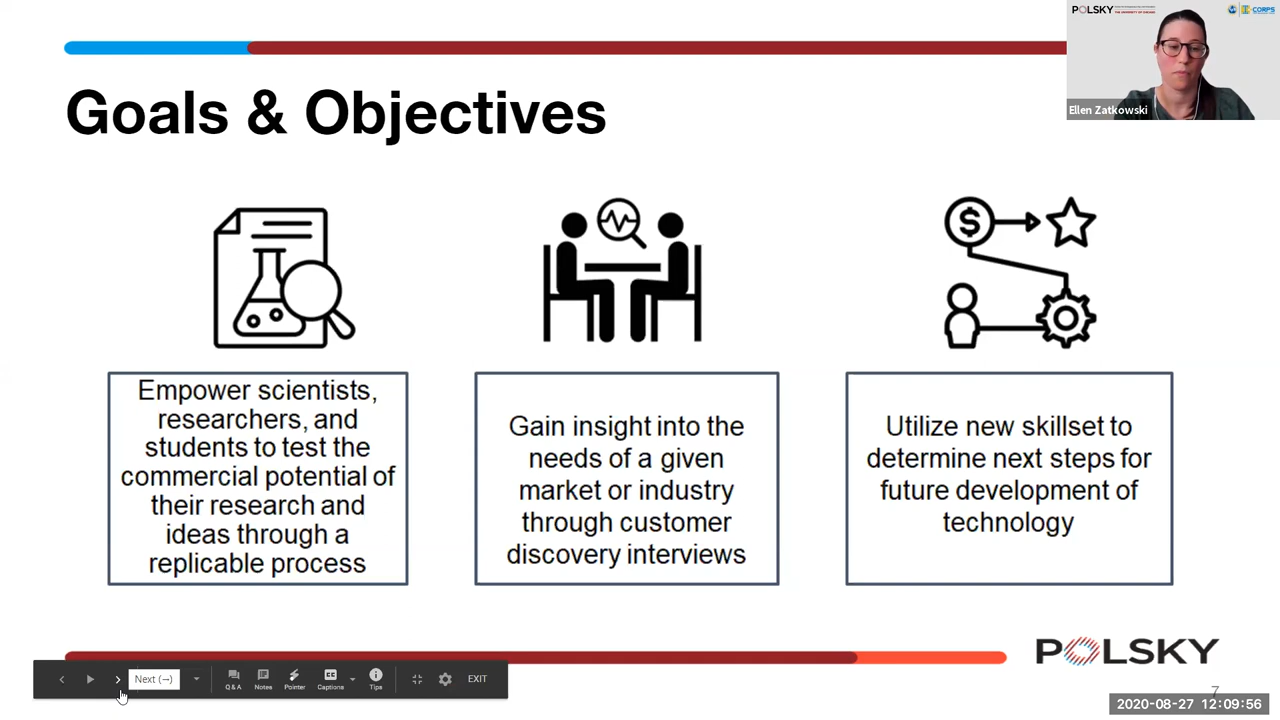 POLSKY
I-CORPS
Ellen Zatkowski
Goals & Objectives
$
Empower scientists,
researchers, and
students to test the
commercial potential of
their research and
ideas through a
replicable process
Gain insight into the
needs of a given
market or industry
through customer
discovery interviews
Utilize new skillset to
determine next steps for
future development of
technology
POLSKY
Next (→)
Q & A
Notes
Pointer
Captions
Tips
EXIT
7
2020-08-27 12:09:56